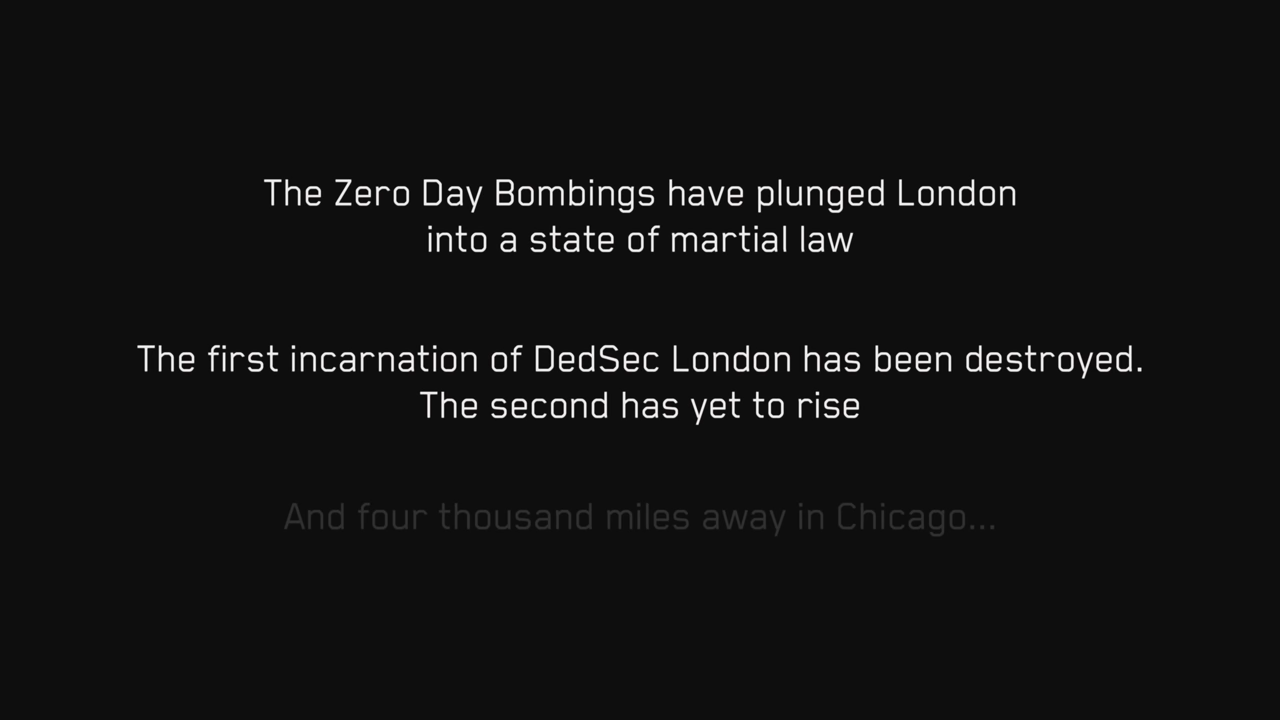 The Zero Day Bombings have plunged London
into a state of martial law
The first incarnation of DedSec London has been destroyed.
The second has yet to rise
And four thousand miles away in Chicago...